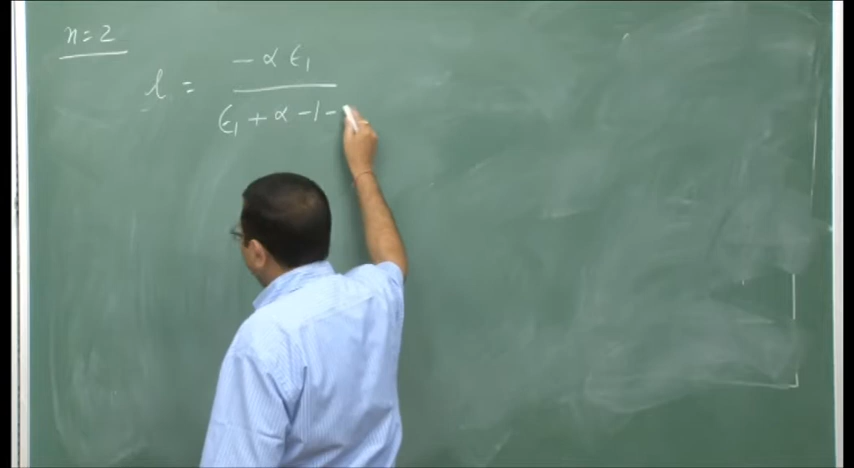 n = 2
l = -α ϵ₁
ϵ₁ + α - 1 -